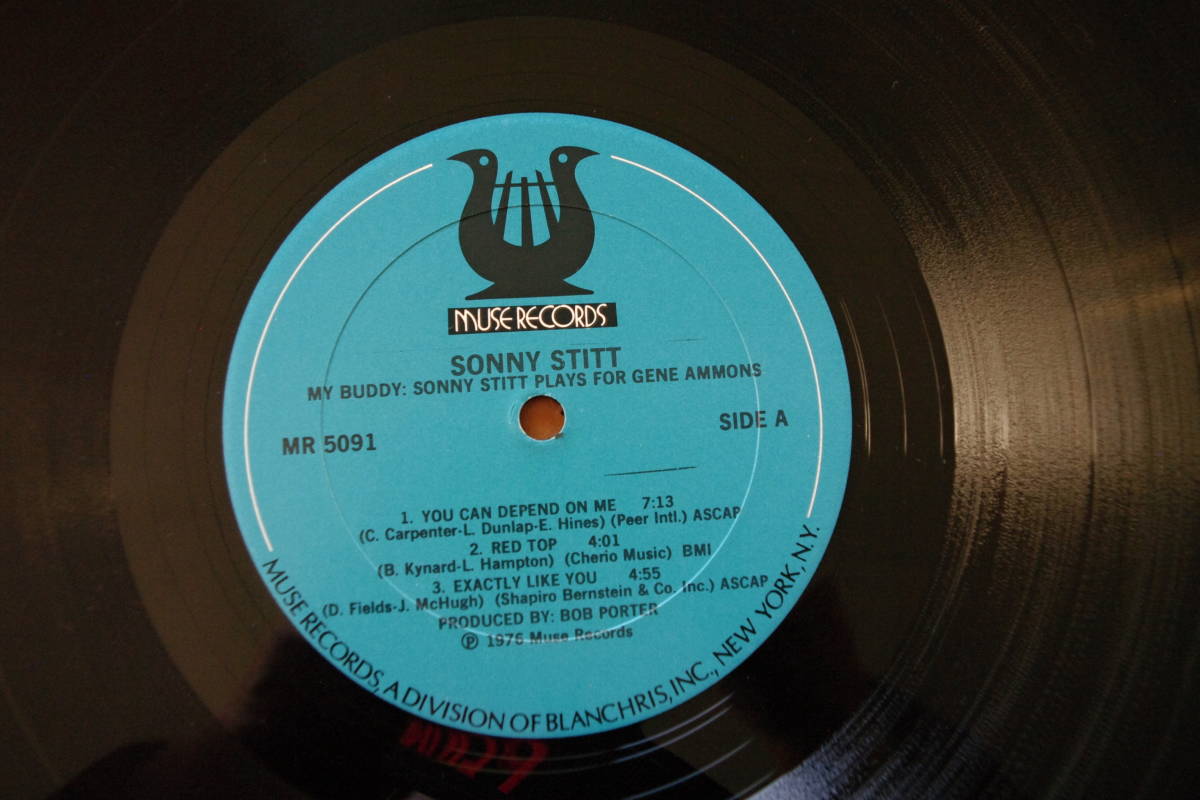 MUSE RECORDS
SONNY STITT
MY BUDDY: SONNY STITT PLAYS FOR GENE AMMONS
MR 5091
SIDE A
1. YOU CAN DEPEND ON ME 7:13
(C. Carpenter-L. Dunlap-E. Hines) (Peer Intl.) ASCAP
2. RED TOP 4:01
(B. Kynard-L. Hampton) (Cherio Music) BMI
3. EXACTLY LIKE YOU 4:55
(D. Fields-J. McHugh) (Shapiro Bernstein & Co. Inc.) ASCAP
PRODUCED BY: BOB PORTER
℗ 1976 Muse Records
MUSE RECORDS, A DIVISION OF BLANCHRIS, INC., NEW YORK, N.Y.